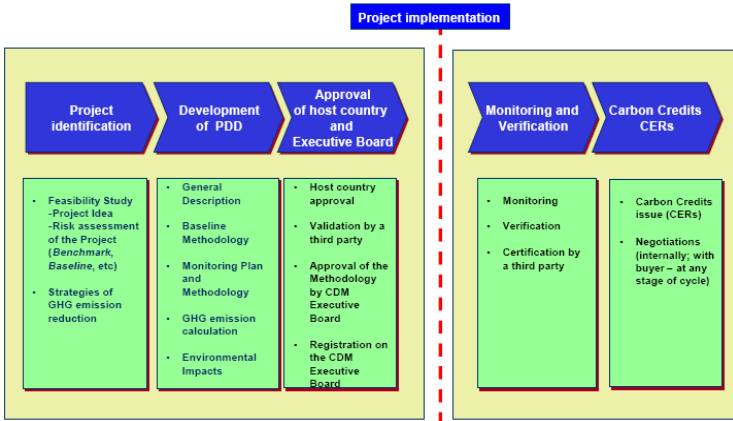 Project implementation
Project
identification
Development
of PDD
Approval
of host country
and
Executive Board
Monitoring and
Verification
Carbon Credits
CERs
• Feasibility Study
-Project Idea
-Risk assessment
of the Project
(Benchmark,
Baseline, etc)
• Strategies of
GHG emission
reduction
• General
Description
• Baseline
Methodology
• Monitoring Plan
and
Methodology
• GHG emission
calculation
• Environmental
Impacts
• Host country
approval
• Validation by a
third party
• Approval of the
Methodology
by CDM
Executive
Board
• Registration on
the CDM
Executive
Board
• Monitoring
• Verification
• Certification by
a third party
• Carbon Credits
issue (CERs)
• Negotiations
(internally; with
buyer – at any
stage of cycle)